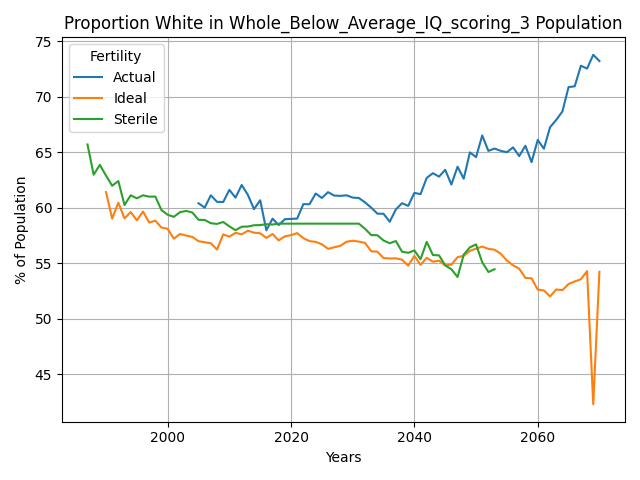 Proportion White in Whole_Below_Average_IQ_scoring_3 Population
75
70
65
60
55
50
45
% of Population
Fertility
Actual
Ideal
Sterile
2000
2020
2040
2060
Years